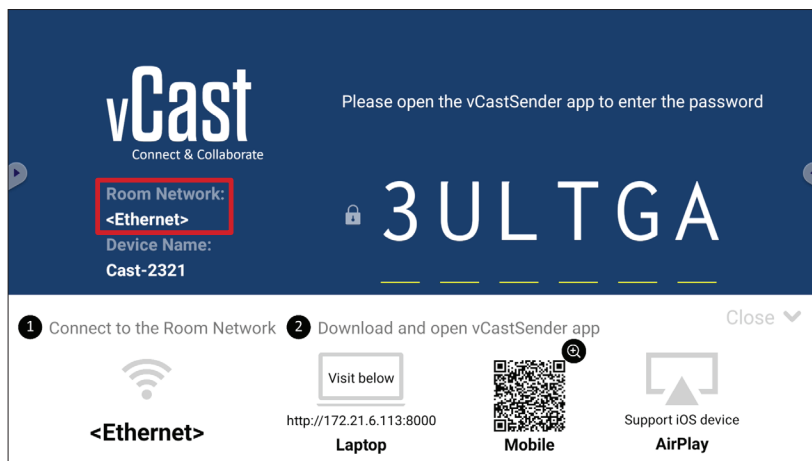 vCast
Connect & Collaborate
Please open the vCastSender app to enter the password
Room Network:
<Ethernet>
Device Name:
Cast-2321
3ULTGA
1 Connect to the Room Network
<Ethernet>
2 Download and open vCastSender app
Close
Visit below
http://172.21.6.113:8000
Laptop
Mobile
Support iOS device
AirPlay